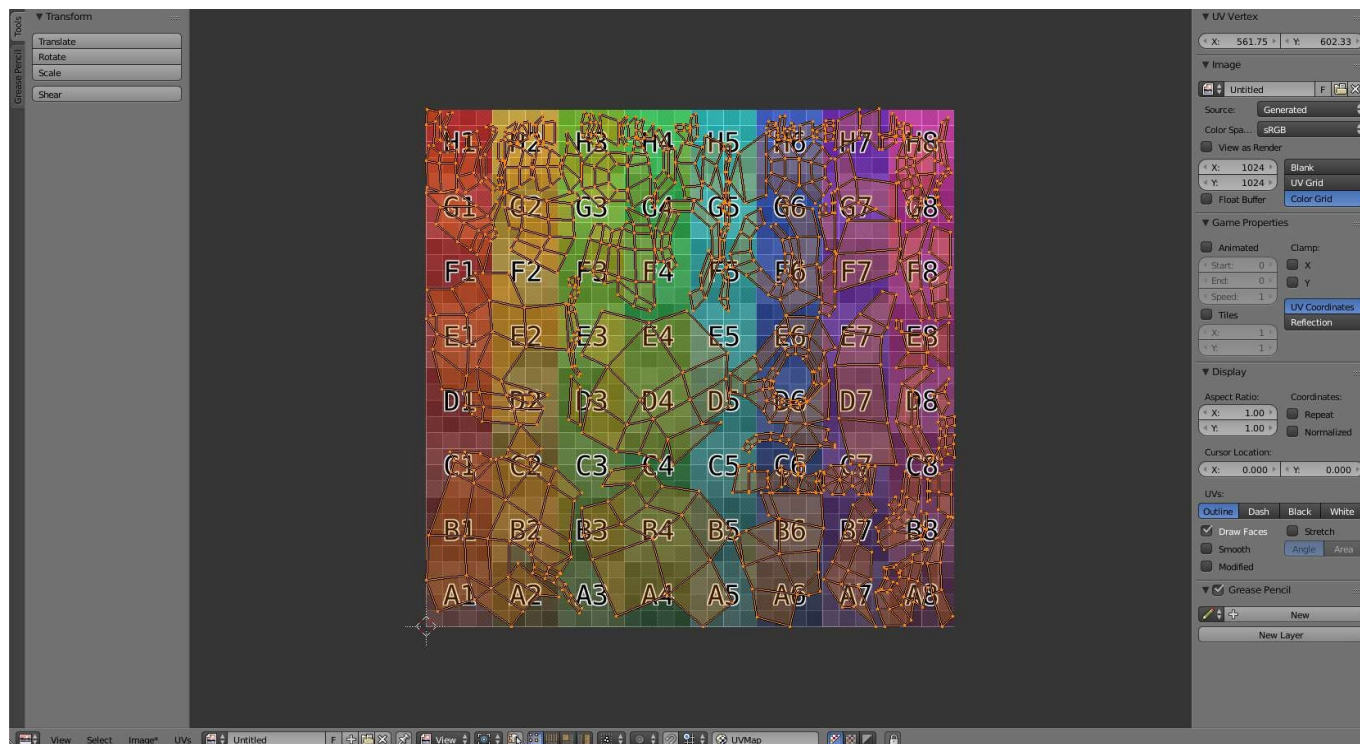 Tools
Grease Pencil
Transform
Translate
Rotate
Scale
Shear
H1 H2 H3 H4 H5 H6 H7 H8
G1 G2 G3 G4 G5 G6 G7 G8
F1 F2 F3 F4 F5 F6 F7 F8
E1 E2 E3 E4 E5 E6 E7 E8
D1 D2 D3 D4 D5 D6 D7 D8
C1 C2 C3 C4 C5 C6 C7 C8
B1 B2 B3 B4 B5 B6 B7 B8
A1 A2 A3 A4 A5 A6 A7 A8
UV Vertex
X: 561.75 Y: 602.33
Image
Untitled F
Source: Generated
Color Spa... sRGB
View as Render
X: 1024 Blank
Y: 1024 UV Grid
Float Buffer Color Grid
Game Properties
Animated Clamp:
Start: 0 X
End: 0 Y
Speed: 1 UV Coordinates
Tiles Reflection
X: 1
Y: 1
Display
Aspect Ratio: Coordinates:
X: 1.00 Repeat
Y: 1.00 Normalized
Cursor Location:
X: 0.000 Y: 0.000
UVs:
Outline Dash Black White
Draw Faces Stretch
Smooth Angle Area
Modified
Grease Pencil
New
New Layer
View Select Image* UVs Untitled F View UVMap